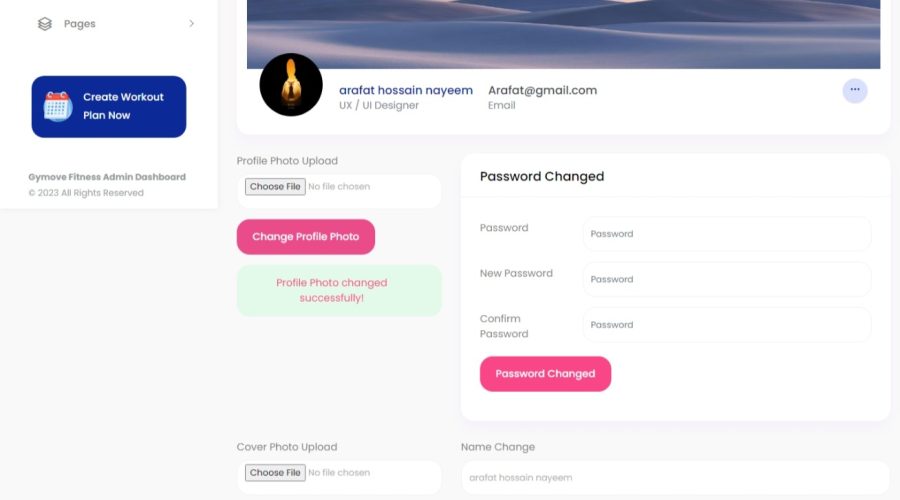 Pages
Create Workout
Plan Now
Gymove Fitness Admin Dashboard
© 2023 All Rights Reserved
arafat hossain nayeem
UX / UI Designer
Arafat@gmail.com
Email
Profile Photo Upload
Choose File No file chosen
Change Profile Photo
Profile Photo changed
successfully!
Password Changed
Password
Password
New Password
Password
Confirm
Password
Password
Password Changed
Cover Photo Upload
Choose File No file chosen
Name Change
arafat hossain nayeem